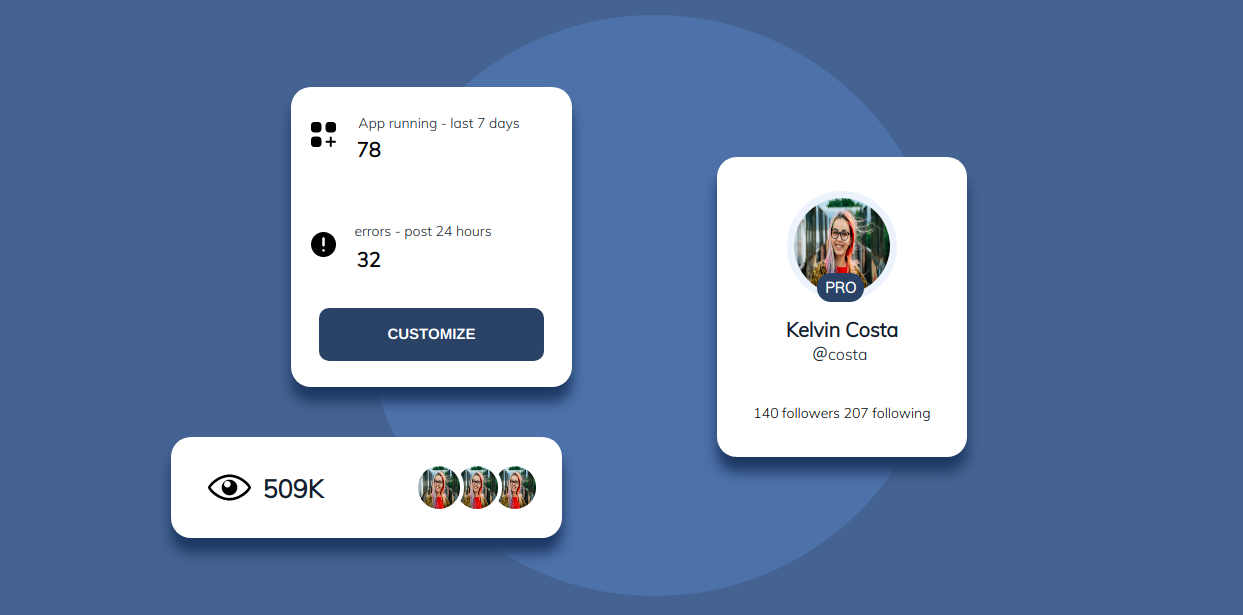 App running - last 7 days
78
errors - post 24 hours
32
CUSTOMIZE
509K
PRO
Kelvin Costa
@costa
140 followers 207 following